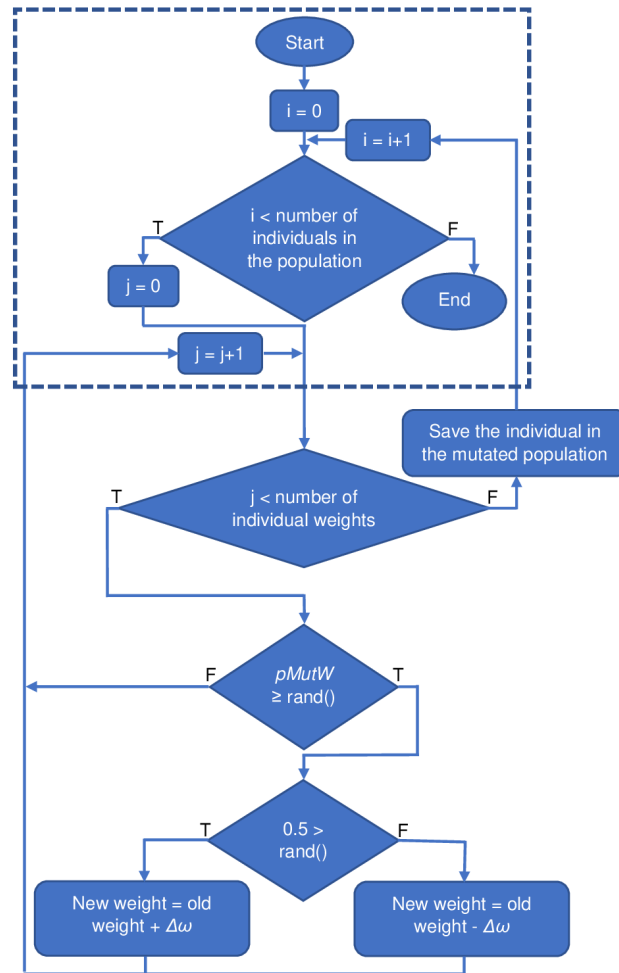 Start
i = 0
i = i+1
i < number of
individuals in
the population
T
F
j = 0
End
j = j+1
Save the individual in
the mutated population
j < number of
individual weights
T
F
pMutW
≥ rand()
F
T
0.5 >
rand()
T
F
New weight = old
weight + Δω
New weight = old
weight - Δω